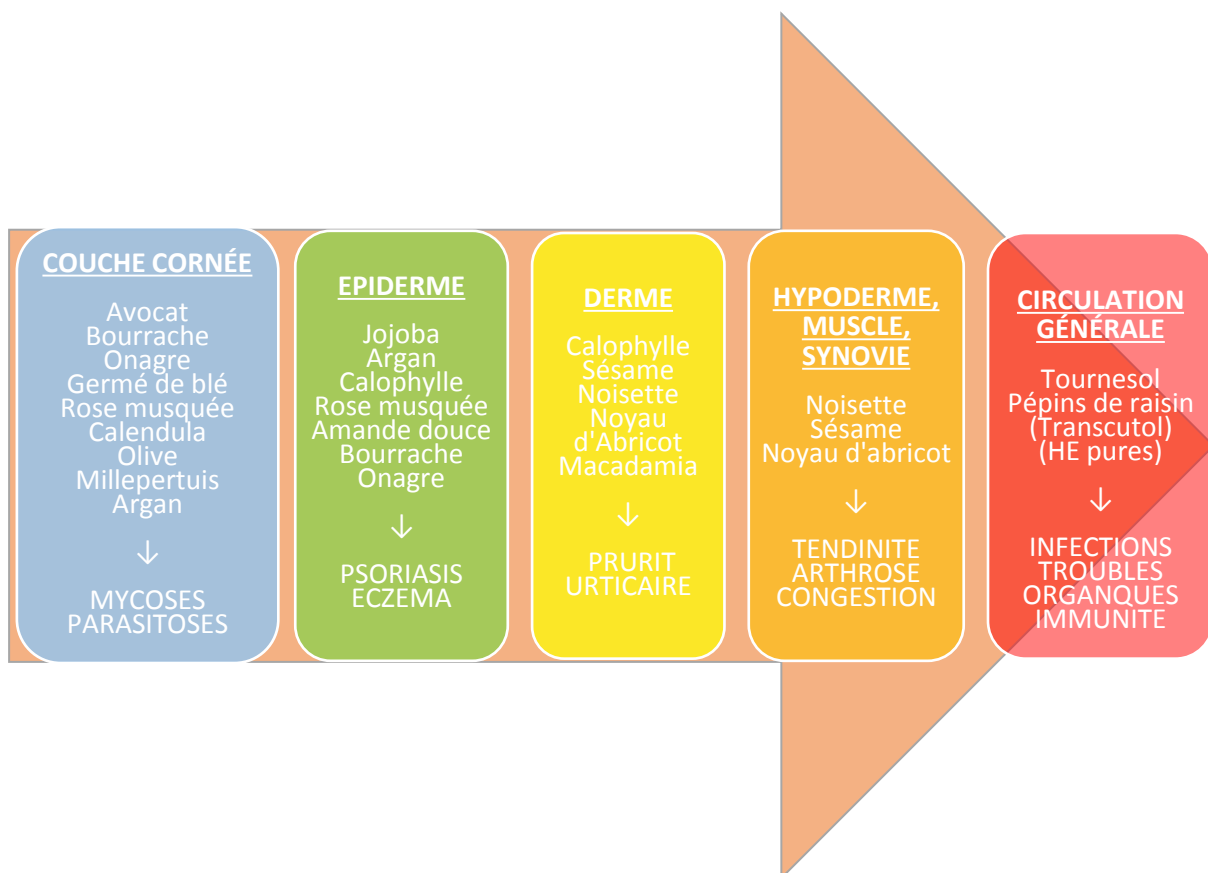 COUCHE CORNÉE
Avocat
Bourrache
Onagre
Germé de blé
Rose musquée
Calendula
Olive
Millepertuis
Argan
↓
MYCOSES
PARASITOSES
EPIDERME
Jojoba
Argan
Calophylle
Rose musquée
Amande douce
Bourrache
Onagre
↓
PSORIASIS
ECZEMA
DERME
Calophylle
Sésame
Noisette
Noyau
d'Abricot
Macadamia
↓
PRURIT
URTICAIRE
HYPODERME,
MUSCLE,
SYNOVIE
Noisette
Sésame
Noyau d'abricot
↓
TENDINITE
ARTHROSE
CONGESTION
CIRCULATION
GÉNÉRALE
Tournesol
Pépins de raisin
(Transcutol)
(HE pures)
↓
INFECTIONS
TROUBLES
ORGANQUES
IMMUNITE